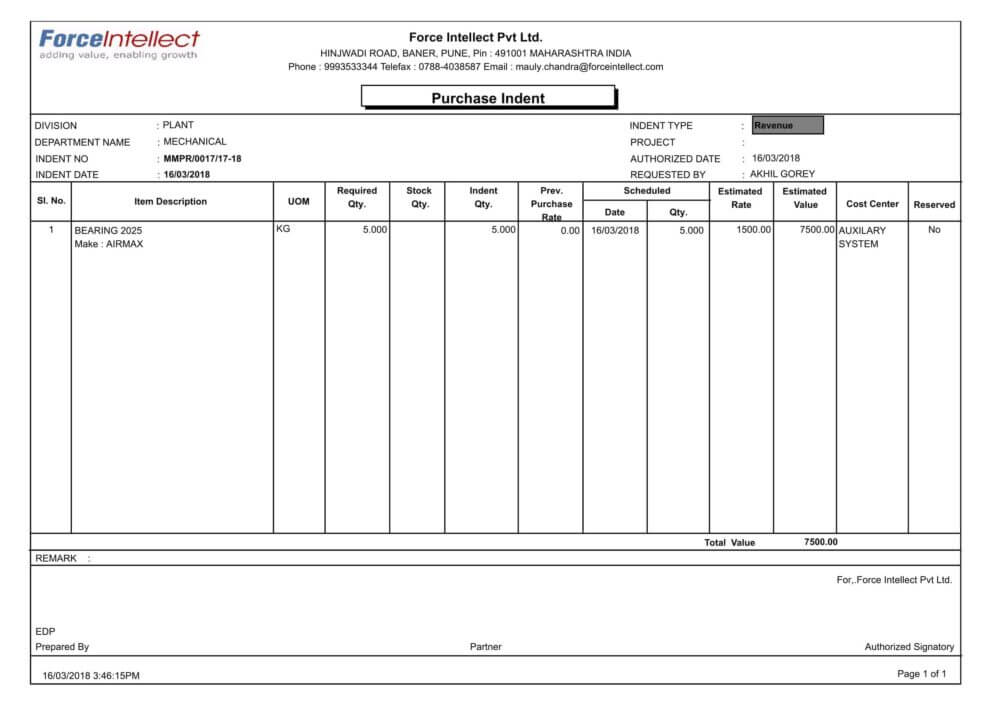 ForceIntellect
adding value, enabling growth
Force Intellect Pvt Ltd.
HINJWADI ROAD, BANER, PUNE, Pin : 491001 MAHARASHTRA INDIA
Phone : 9993533344 Telefax : 0788-4038587 Email : mauly.chandra@forceintellect.com
Purchase Indent
DIVISION : PLANT INDENT TYPE : Revenue
DEPARTMENT NAME : MECHANICAL PROJECT :
INDENT NO : MMPR/0017/17-18 AUTHORIZED DATE : 16/03/2018
INDENT DATE : 16/03/2018 REQUESTED BY : AKHIL GOREY
Sl. No. Item Description UOM Required Qty. Stock Qty. Indent Qty. Prev. Purchase Rate Scheduled Date Qty. Estimated Rate Estimated Value Cost Center Reserved
1 BEARING 2025 KG 5.000 5.000 0.00 16/03/2018 5.000 1500.00 7500.00 AUXILARY No
Make : AIRMAX SYSTEM
Total Value 7500.00
REMARK :
For,.Force Intellect Pvt Ltd.
EDP
Prepared By Partner Authorized Signatory
16/03/2018 3:46:15PM Page 1 of 1